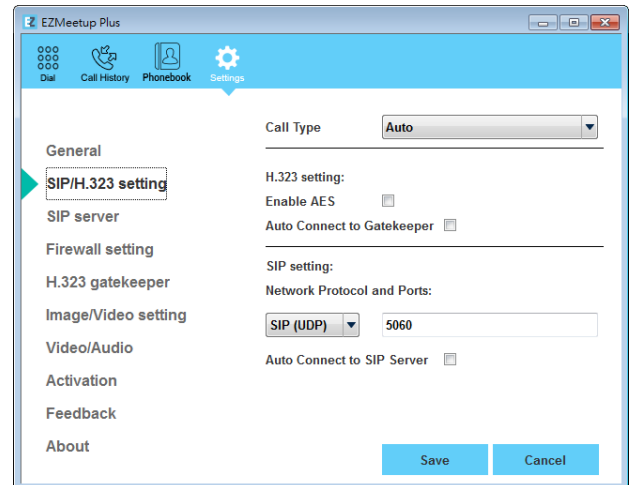 EZ EZMeetup Plus
Dial Call History Phonebook Settings
Call Type Auto
General
SIP/H.323 setting
SIP server
Firewall setting
H.323 gatekeeper
Image/Video setting
Video/Audio
Activation
Feedback
About
H.323 setting:
Enable AES
Auto Connect to Gatekeeper
SIP setting:
Network Protocol and Ports:
SIP (UDP) 5060
Auto Connect to SIP Server
Save Cancel